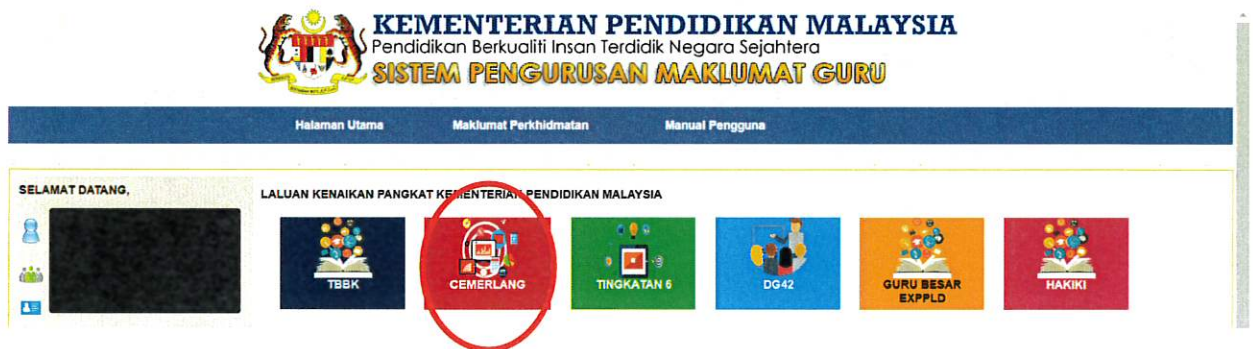 KEMENTERIAN PENDIDIKAN MALAYSIA
Pendidikan Berkualiti Insan Terdidik Negara Sejahtera
SISTEM PENGURUSAN MAKLUMAT GURU
Halaman Utama Maklumat Perkhidmatan Manual Pengguna
SELAMAT DATANG,
LALUAN KENAIKAN PANGKAT KEMENTERIAN PENDIDIKAN MALAYSIA
TBBK
CEMERLANG
TINGKATAN 6
DG42
GURU BESAR
EXPPLD
HAKIKI